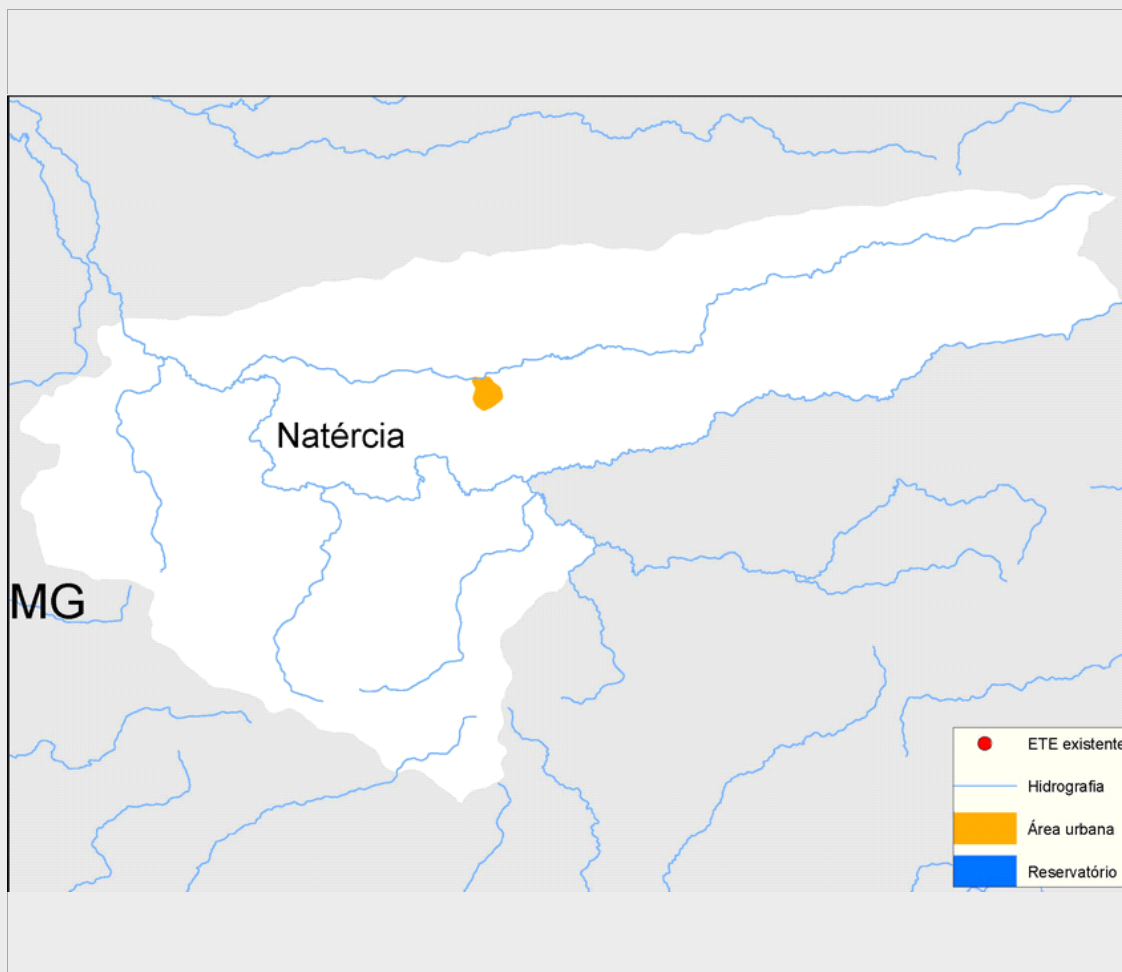 Natércia
MG
ETE existente
Hidrografia
Área urbana
Reservatório